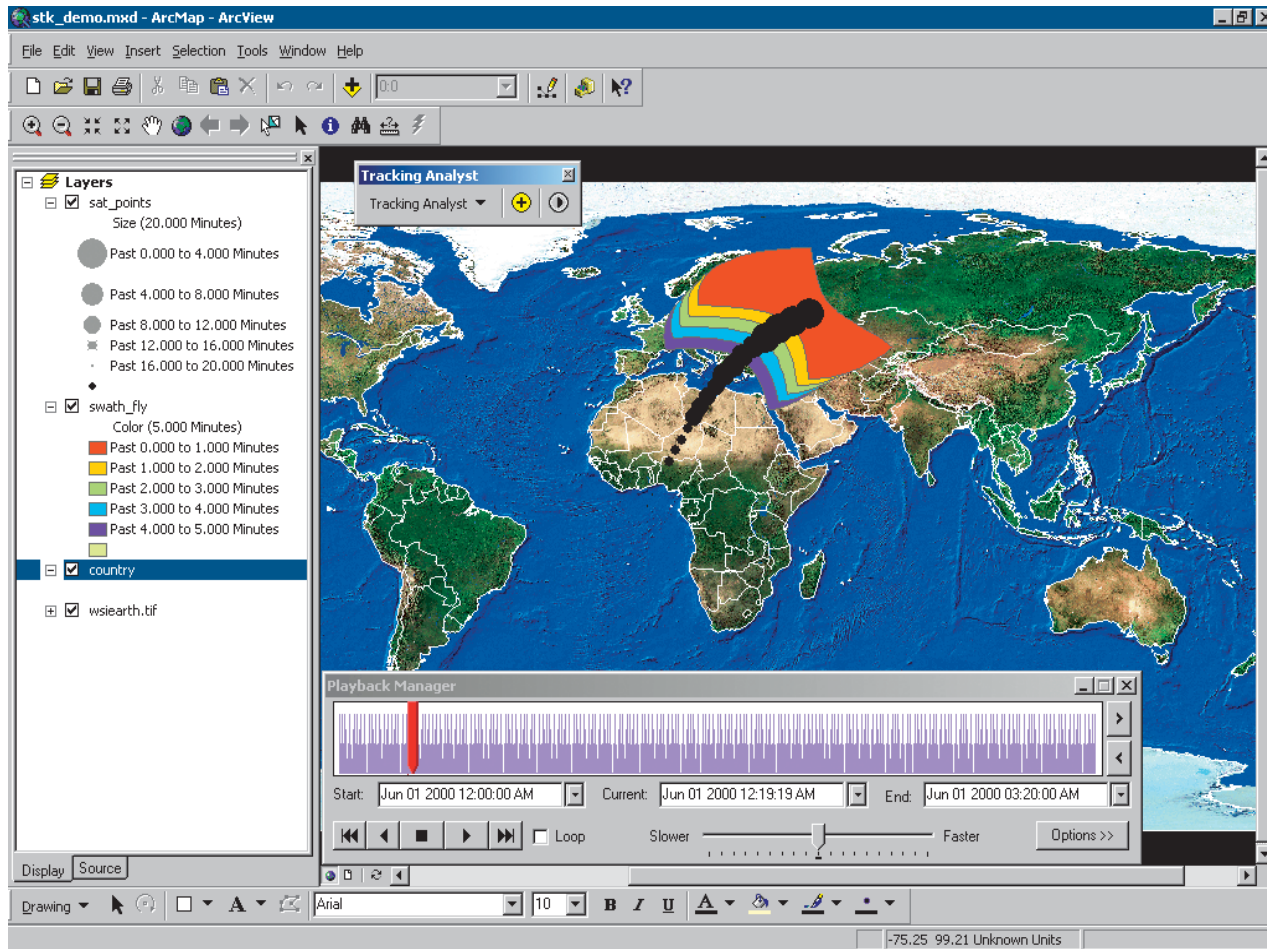 stk_demo.mxd - ArcMap - ArcView
File Edit View Insert Selection Tools Window Help
0:0
Layers
sat_points
Size (20.000 Minutes)
Past 0.000 to 4.000 Minutes
Past 4.000 to 8.000 Minutes
Past 8.000 to 12.000 Minutes
Past 12.000 to 16.000 Minutes
Past 16.000 to 20.000 Minutes
swath_fly
Color (5.000 Minutes)
Past 0.000 to 1.000 Minutes
Past 1.000 to 2.000 Minutes
Past 2.000 to 3.000 Minutes
Past 3.000 to 4.000 Minutes
Past 4.000 to 5.000 Minutes
country
wsiearth.tif
Display Source
Tracking Analyst
Tracking Analyst
Playback Manager
Start: Jun 01 2000 12:00:00 AM Current: Jun 01 2000 12:19:19 AM End: Jun 01 2000 03:20:00 AM
Loop Slower Faster Options >>
Drawing A Arial 10 B I U A
-75.25 99.21 Unknown Units